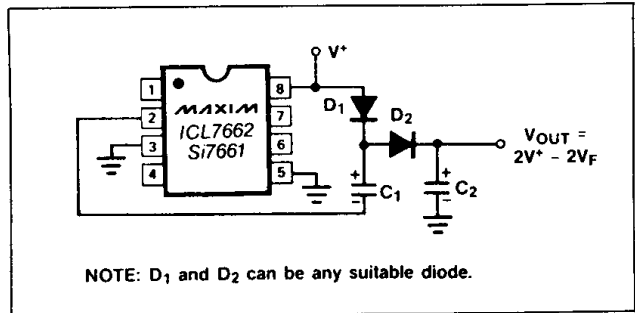 V+
1 8
MAXIM
2 7
ICL7662
3 6
Si7661
4 5
D1
D2
VOUT =
2V+ – 2VF
+
–
C1
+
–
C2
NOTE: D1 and D2 can be any suitable diode.